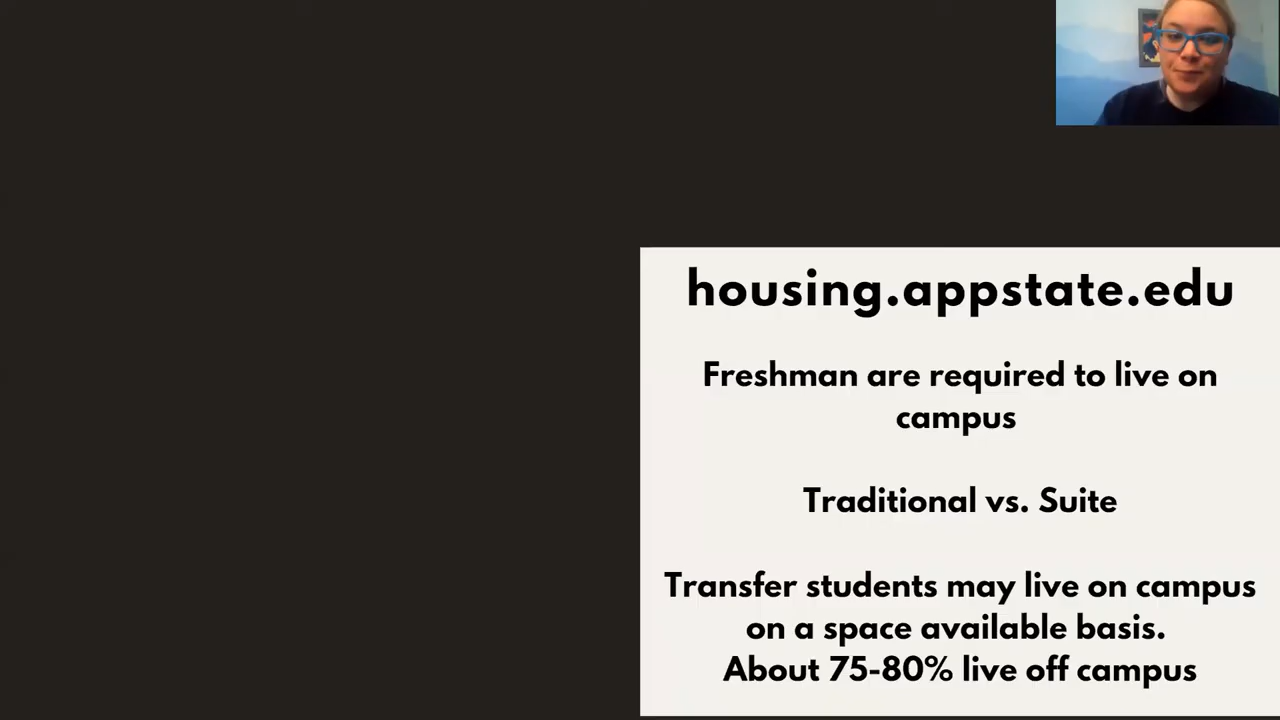 housing.appstate.edu
Freshman are required to live on
campus
Traditional vs. Suite
Transfer students may live on campus
on a space available basis.
About 75-80% live off campus